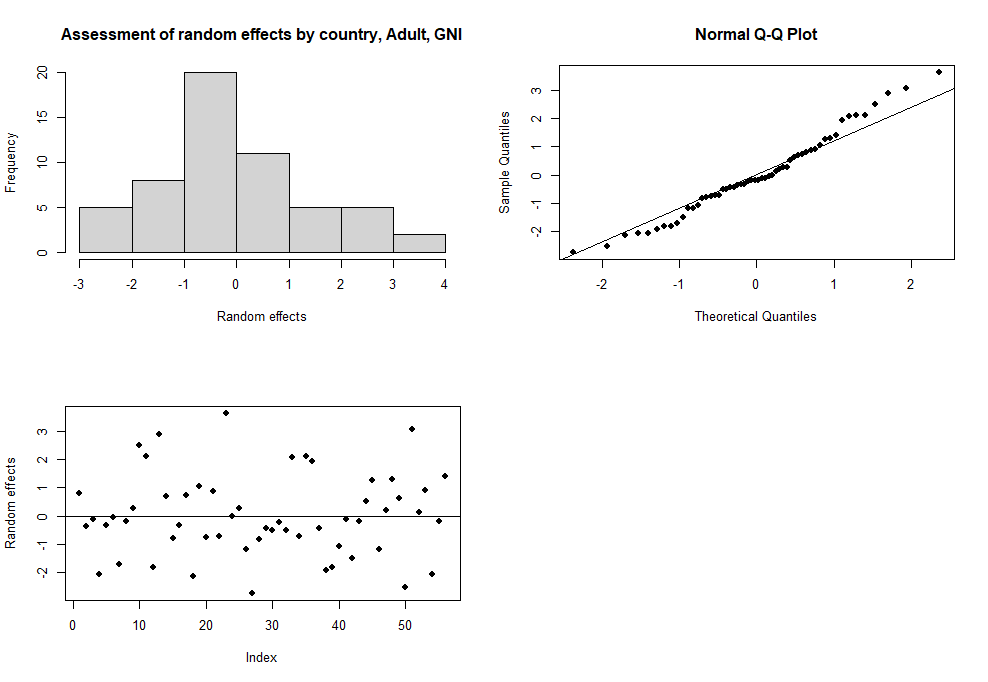 Assessment of random effects by country, Adult, GNI
Frequency
0 5 10 15 20
-3 -2 -1 0 1 2 3 4
Random effects
Normal Q-Q Plot
Sample Quantiles
-2 -1 0 1 2 3
-2 -1 0 1 2
Theoretical Quantiles
Random effects
-2 -1 0 1 2 3
0 10 20 30 40 50
Index